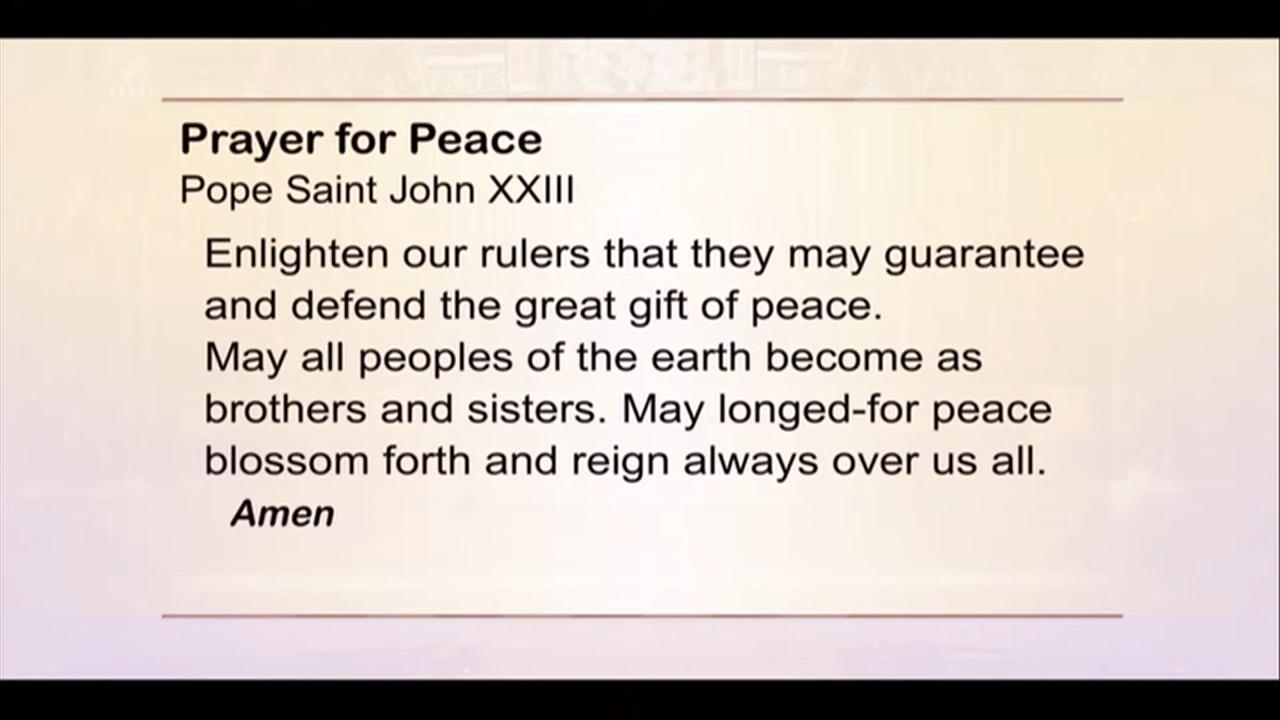 Prayer for Peace
Pope Saint John XXIII
Enlighten our rulers that they may guarantee
and defend the great gift of peace.
May all peoples of the earth become as
brothers and sisters. May longed-for peace
blossom forth and reign always over us all.
Amen